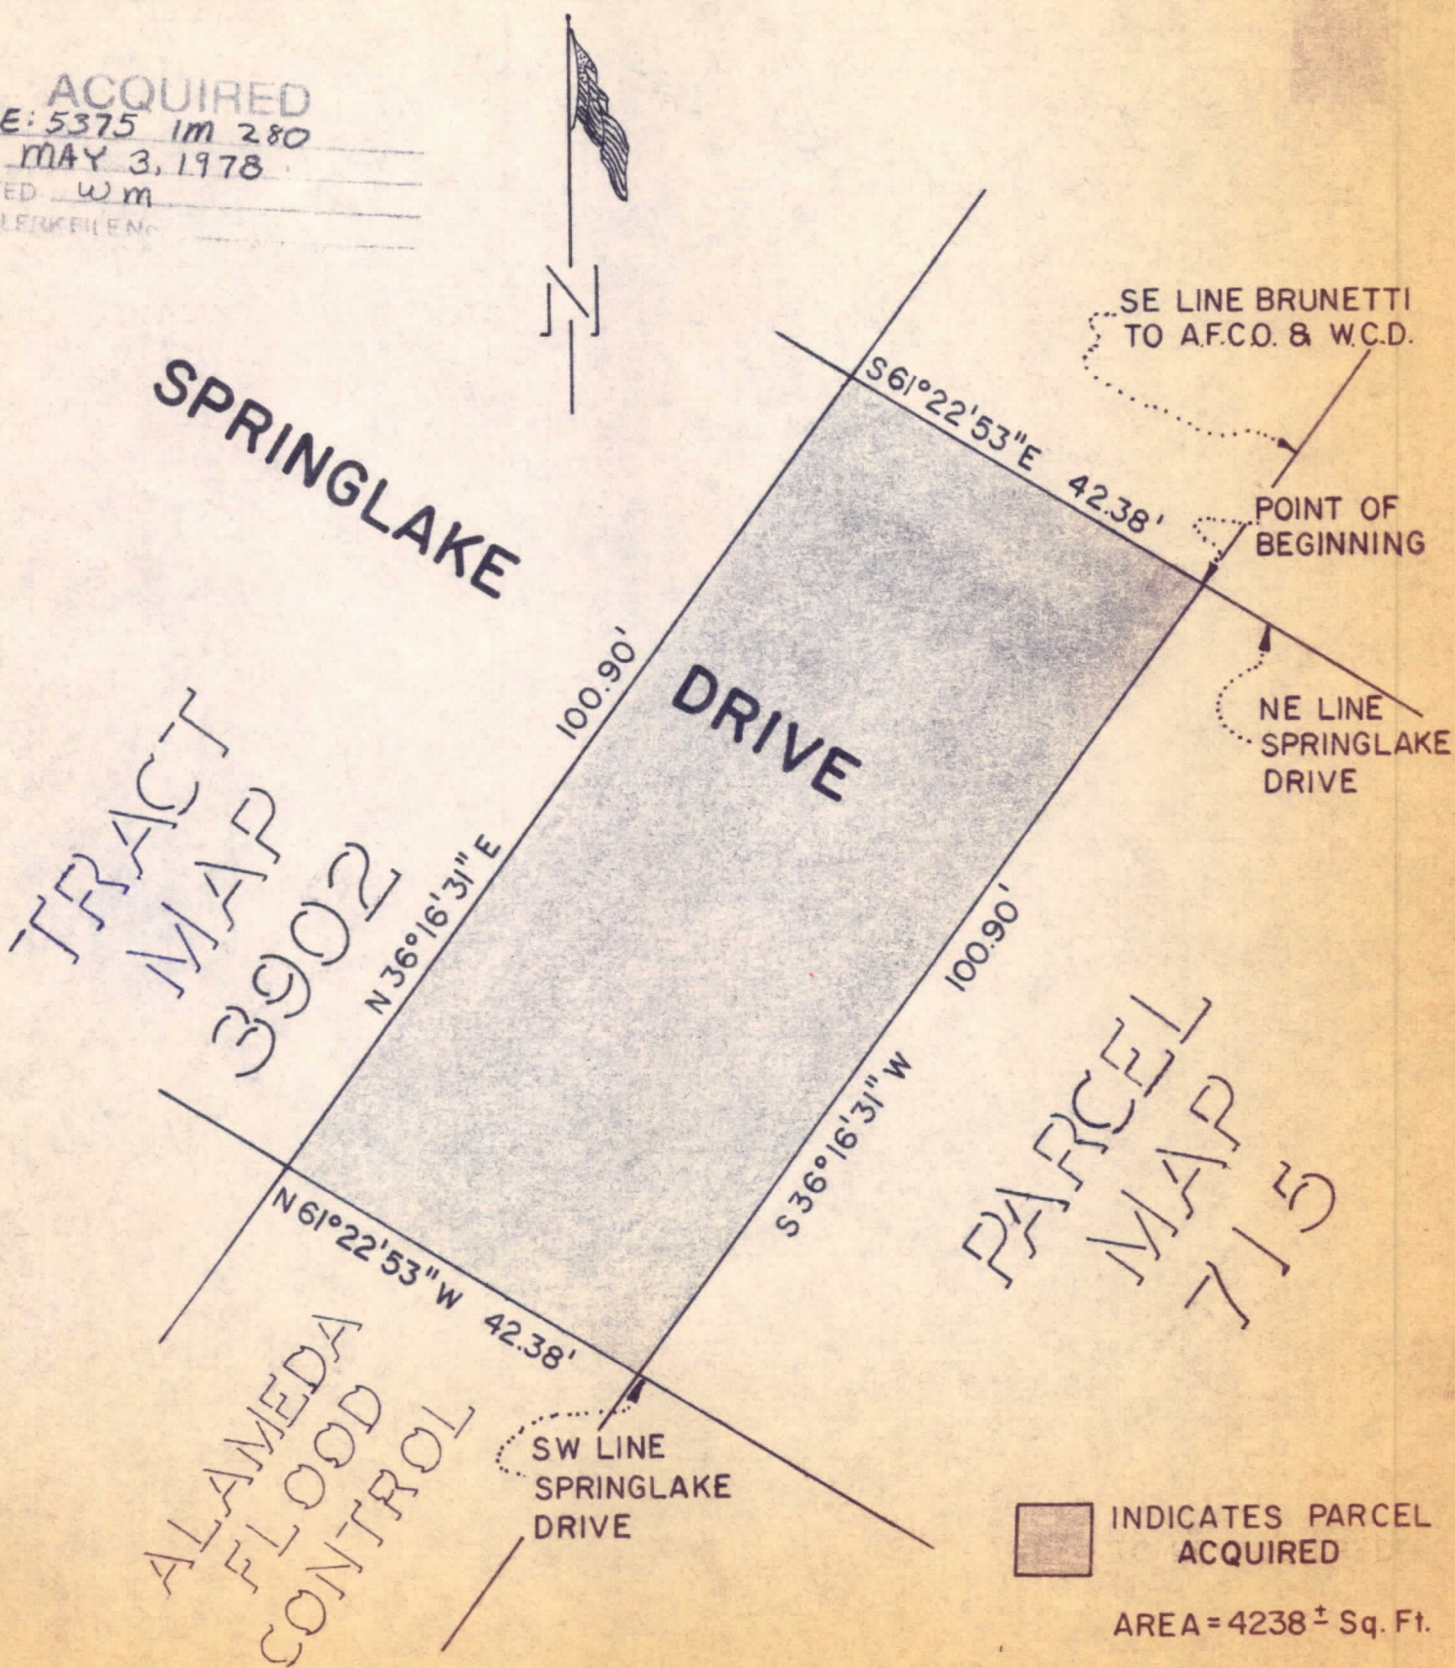 ACQUIRED
E: 5375 IM 280
MAY 3, 1978
ED WM
N
SE LINE BRUNETTI
TO A.F.C.O. & W.C.D.
SPRINGLAKE
S 61°22'53" E 42.38'
POINT OF
BEGINNING
100.90'
DRIVE
NE LINE
SPRINGLAKE
DRIVE
TRACT
MAP
3902
N 36°16'31" E
100.90'
S 36°16'31" W
PARCEL
MAP
715
N 61°22'53" W 42.38'
ALAMEDA
FLOOD
CONTROL
SW LINE
SPRINGLAKE
DRIVE
INDICATES PARCEL
ACQUIRED
AREA = 4238 ± Sq. Ft.